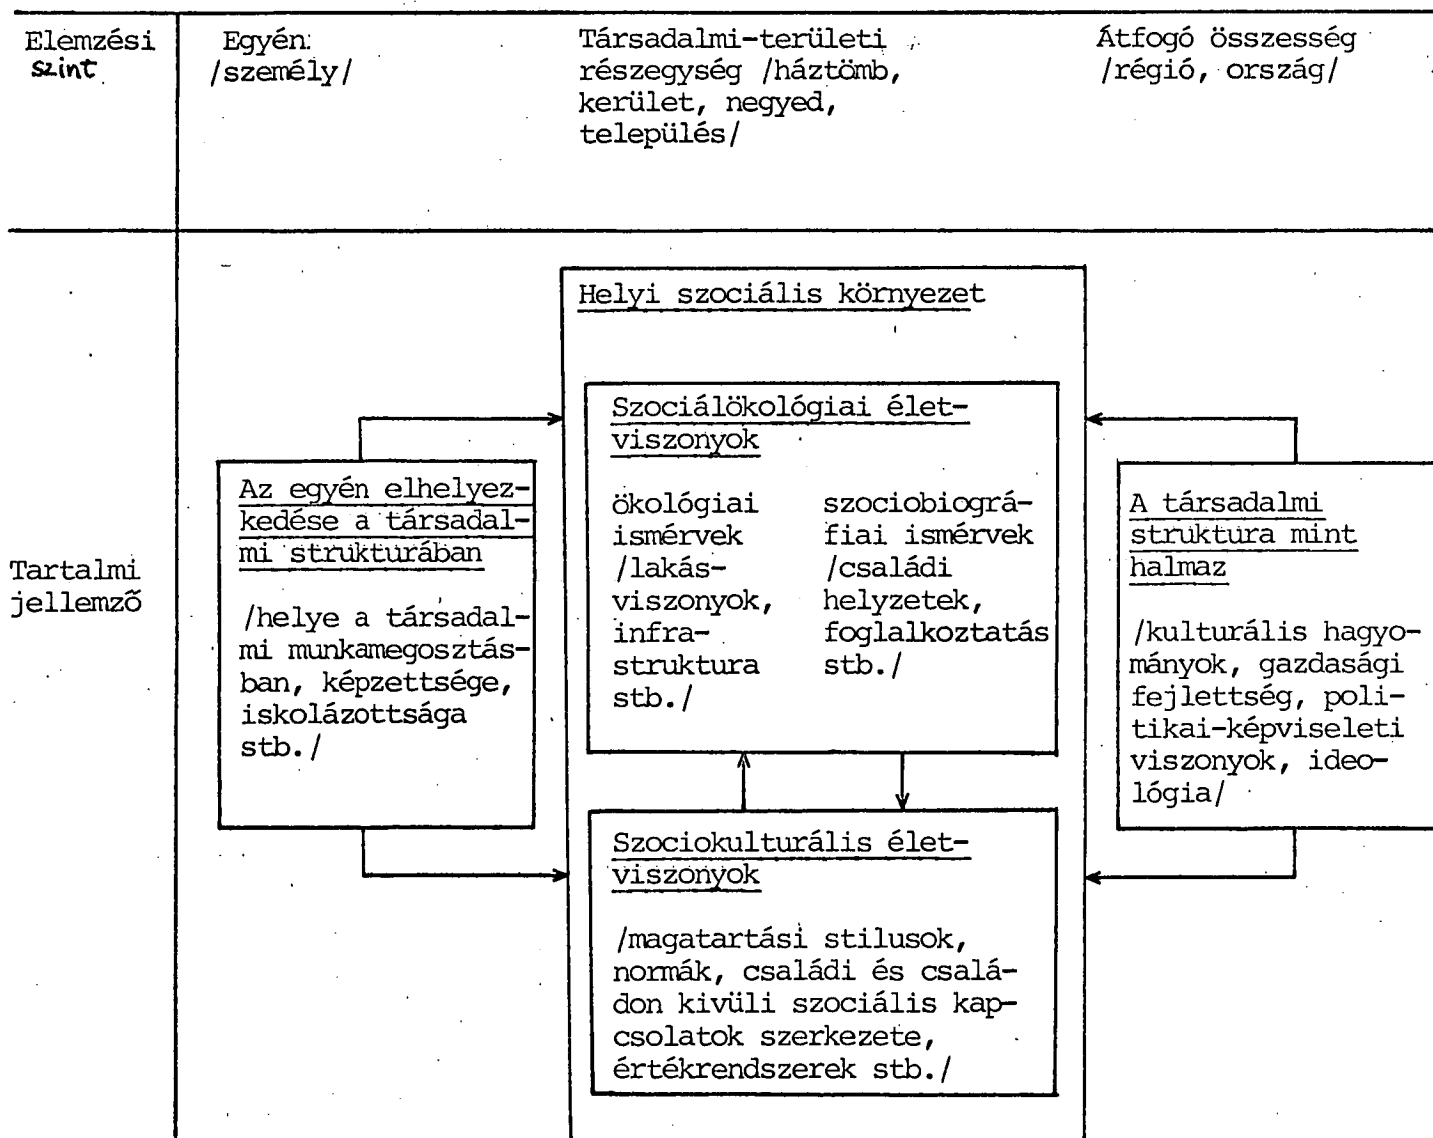 Elemzési
szint
Egyén:
/személy/
Társadalmi-területi
részegység /háztömb,
kerület, negyed,
település/
Átfogó összesség
/régió, ország/
Tartalmi
jellemző
Az egyén elhelyez-
kedése a társadal-
mi strukturában
/helye a társadal-
mi munkamegosztás-
ban, képzettsége,
iskolázottsága
stb./
Helyi szociális környezet
Szociálökológiai élet-
viszonyok
ökológiai
ismérvek
/lakás-
viszonyok,
infra-
struktura
stb./
szociobiográ-
fiai ismérvek
/családi
helyzetek,
foglalkoztatás
stb./
Szociokulturális élet-
viszonyok
/magatartási stilusok,
normák, családi és csalá-
don kivüli szociális kap-
csolatok szerkezete,
értékrendszerek stb./
A társadalmi
struktura mint
halmaz
/kulturális hagyo-
mányok, gazdasági
fejlettség, poli-
tikai-képviseleti
viszonyok, ideo-
lógia/